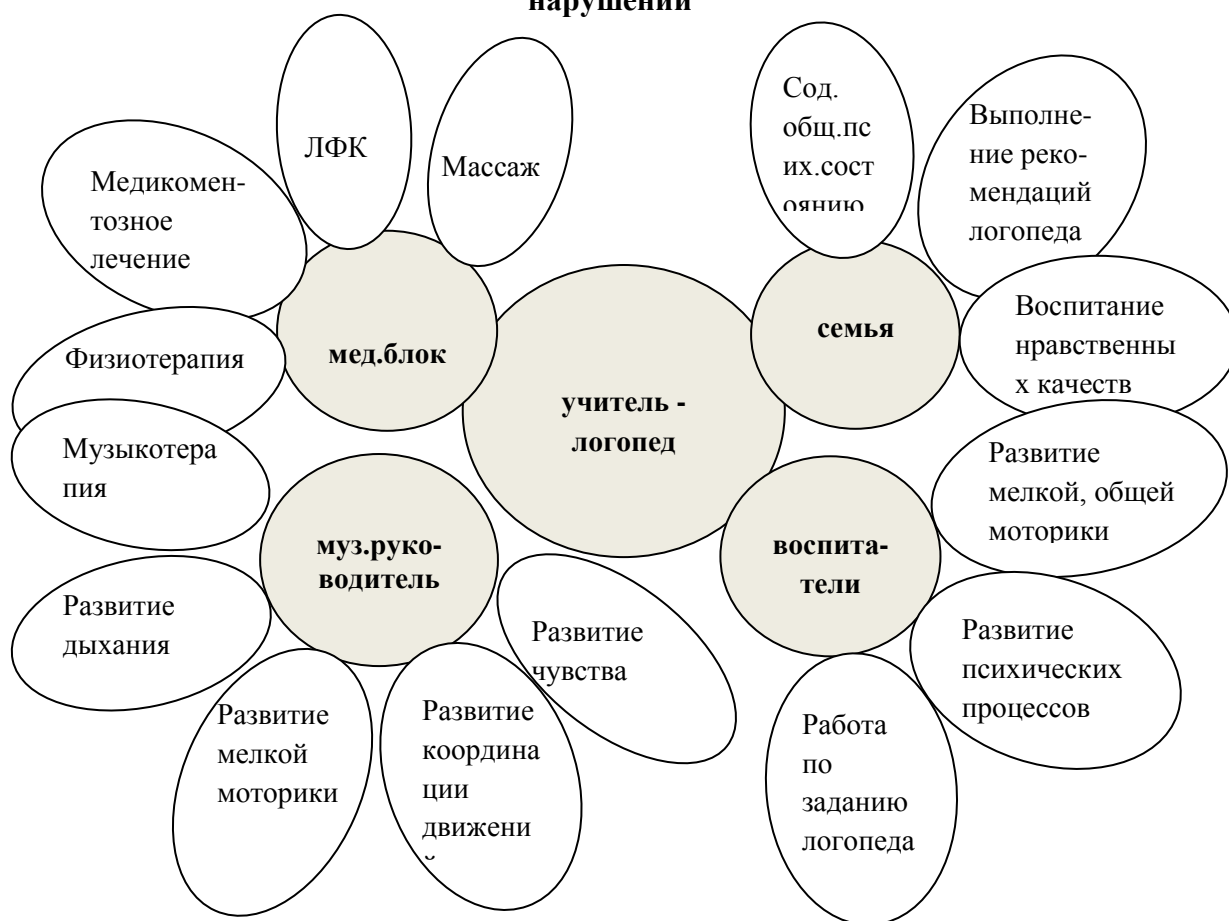 нарушений
ЛФК
Массаж
Медикомен-
тозное
лечение
Физиотерапия
мед.блок
Сод.
общ.пс
их.сост
оянию
Выполне-
ние реко-
мендаций
логопеда
семья
Воспитание
нравственны
х качеств
учитель -
логопед
Музыкотера
пия
муз.руко-
водитель
Развитие
дыхания
Развитие
мелкой
моторики
Развитие
координа
ции
движени
й
Развитие
чувства
воспита-
тели
Развитие
мелкой, общей
моторики
Развитие
психических
процессов
Работа
по
заданию
логопеда